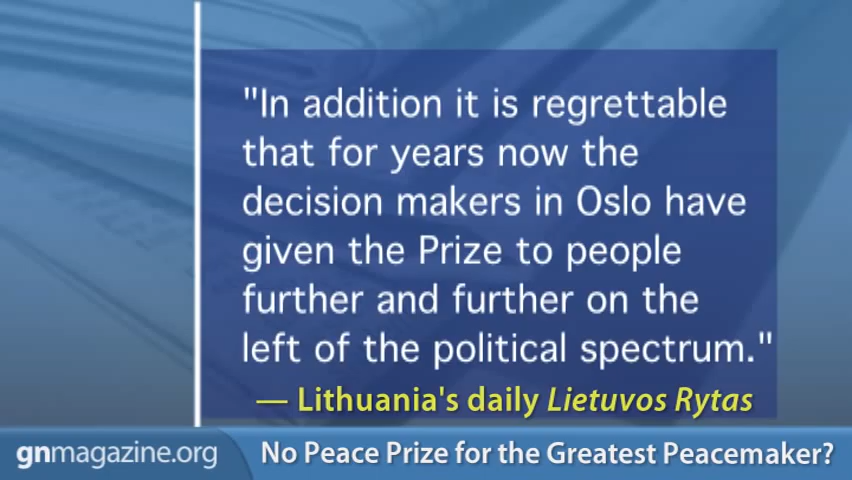 "In addition it is regrettable
that for years now the
decision makers in Oslo have
given the Prize to people
further and further on the
left of the political spectrum."
— Lithuania's daily Lietuvos Rytas
gnmagazine.org
No Peace Prize for the Greatest Peacemaker?